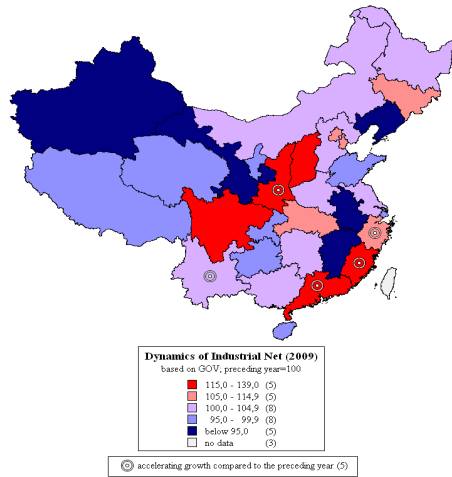 Dynamics of Industrial Net (2009)
based on GOV; preceding year=100
115,0 - 139,0 (5)
105,0 - 114,9 (5)
100,0 - 104,9 (8)
95,0 - 99,9 (8)
below 95,0 (5)
no data (3)
accelerating growth compared to the preceding year (5)